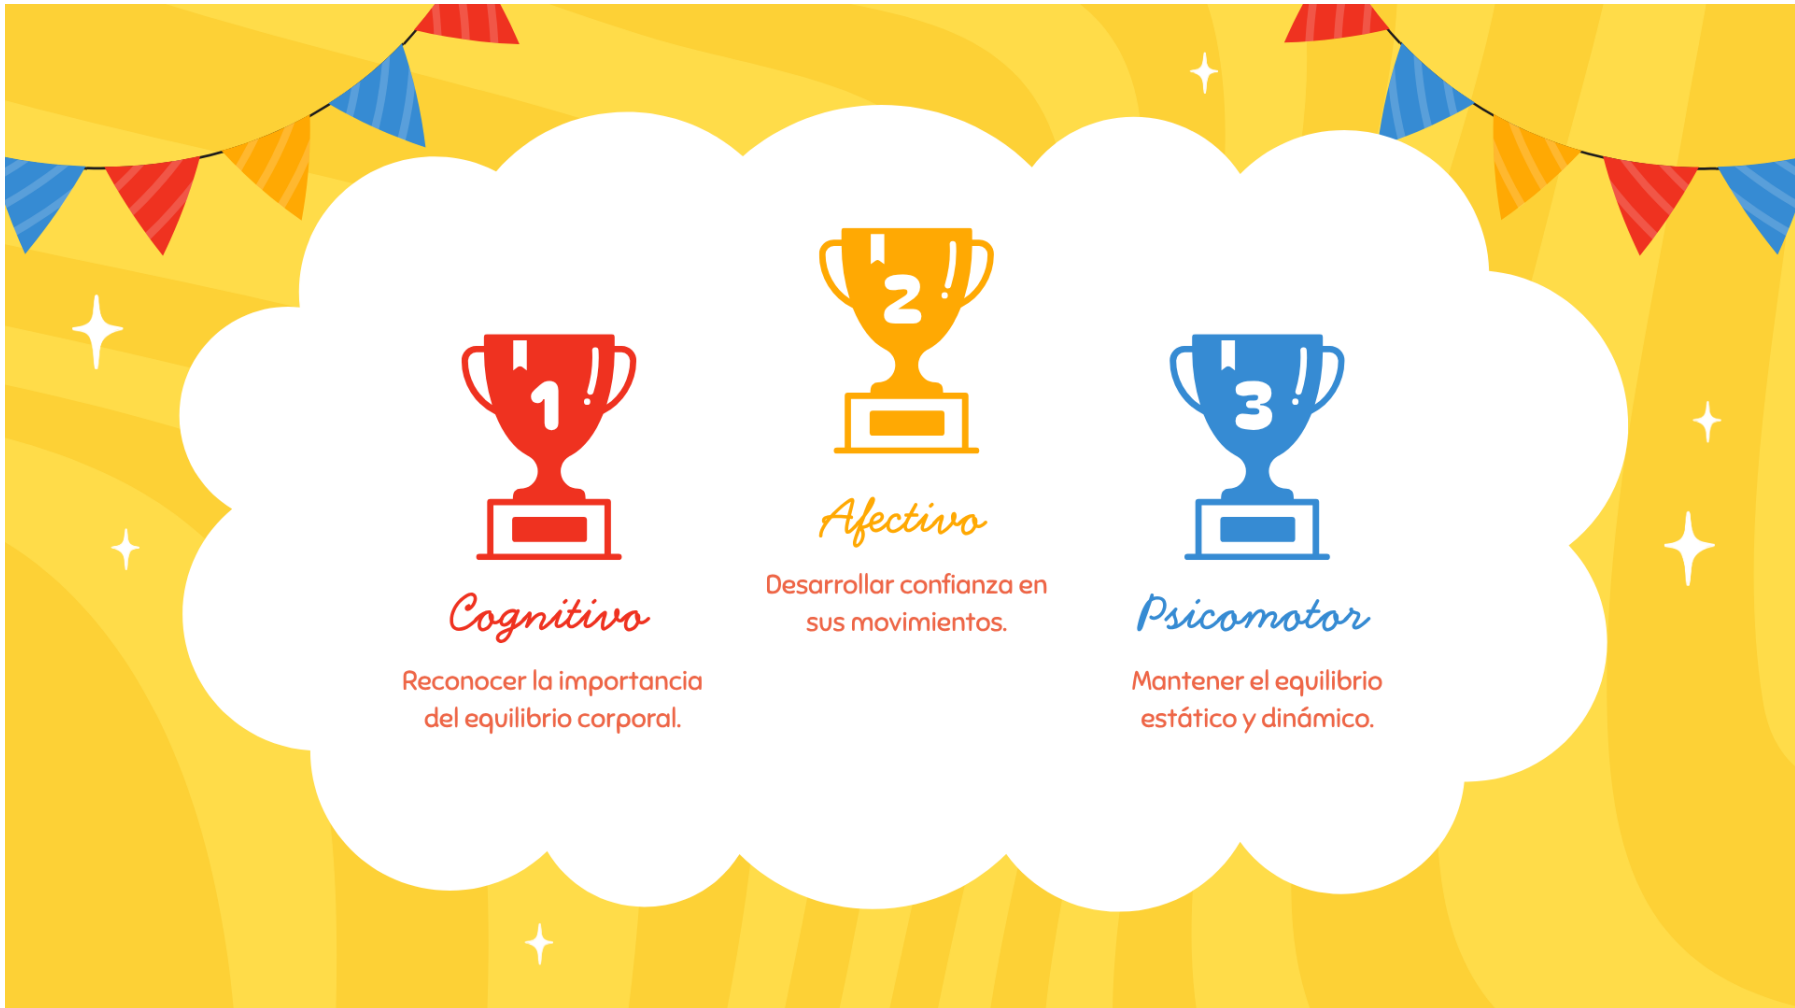 1
Cognitivo
Reconocer la importancia
del equilibrio corporal.
2
Afectivo
Desarrollar confianza en
sus movimientos.
3
Psicomotor
Mantener el equilibrio
estático y dinámico.